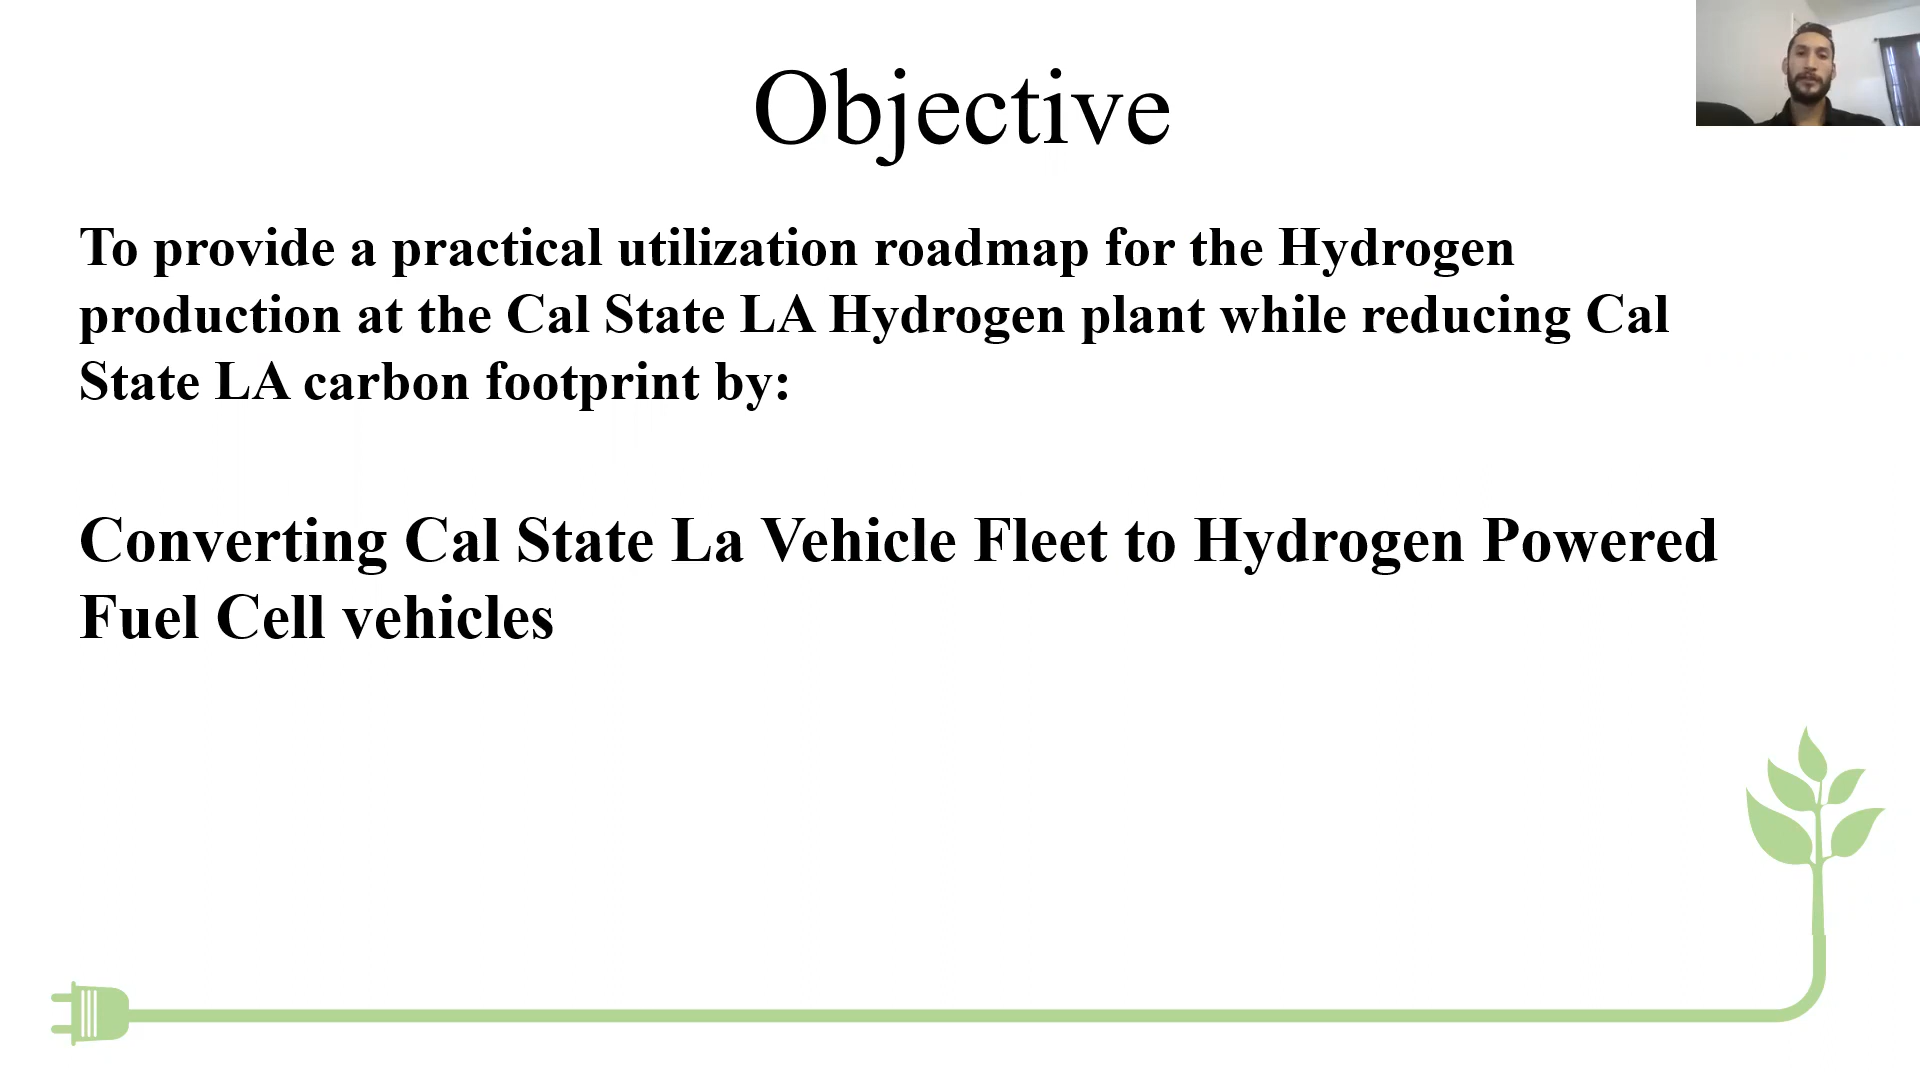 Objective
To provide a practical utilization roadmap for the Hydrogen
production at the Cal State LA Hydrogen plant while reducing Cal
State LA carbon footprint by:
Converting Cal State La Vehicle Fleet to Hydrogen Powered
Fuel Cell vehicles